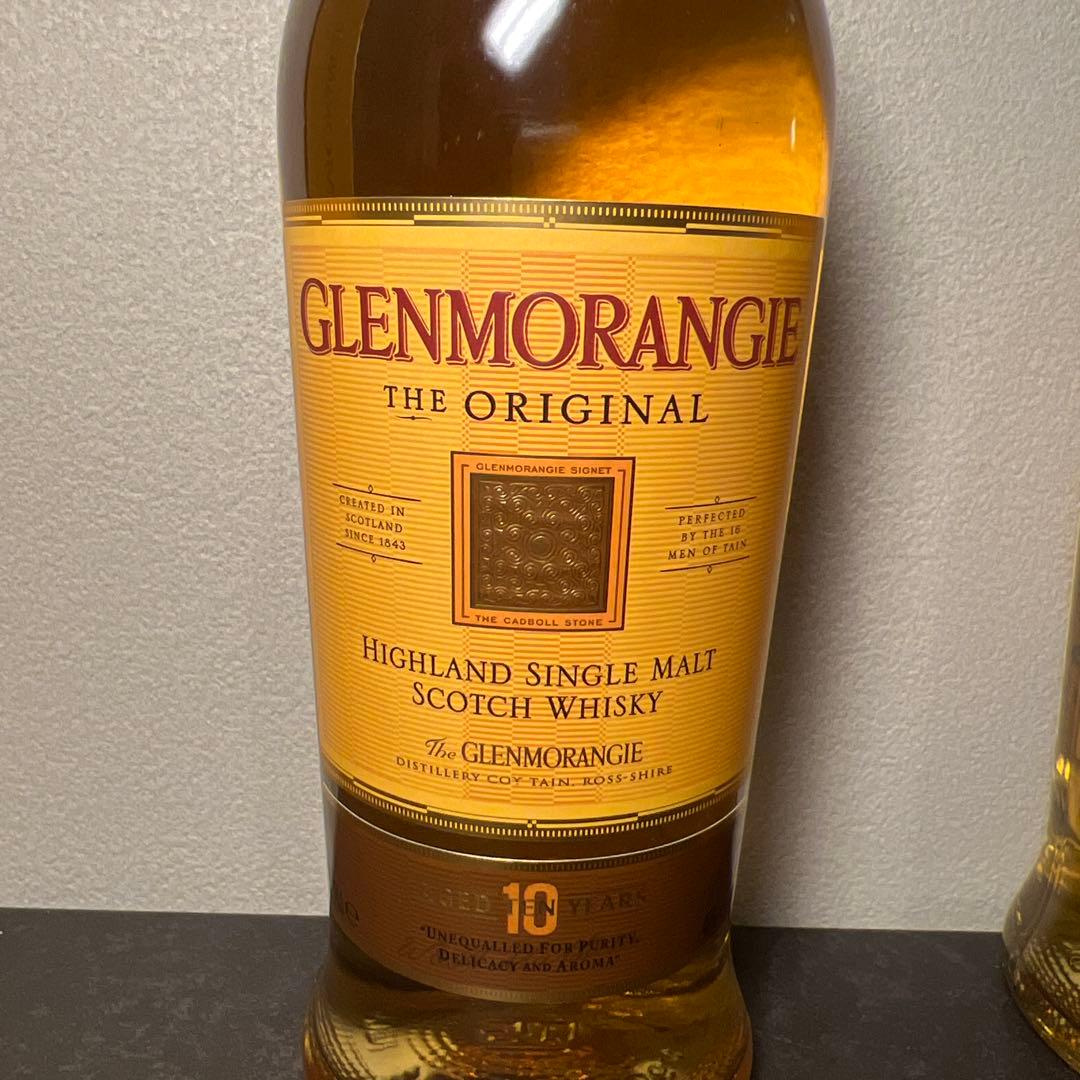 GLENMORANGIE
THE ORIGINAL
GLENMORANGIE SIGNET
CREATED IN
SCOTLAND
SINCE 1843
PERFECTED
BY THE 16
MEN OF TAIN
THE CADBOLL STONE
HIGHLAND SINGLE MALT
SCOTCH WHISKY
The GLENMORANGIE
DISTILLERY COY TAIN, ROSS-SHIRE
AGED TEN YEARS
10
"UNEQUALLED FOR PURITY,
DELICACY AND AROMA"